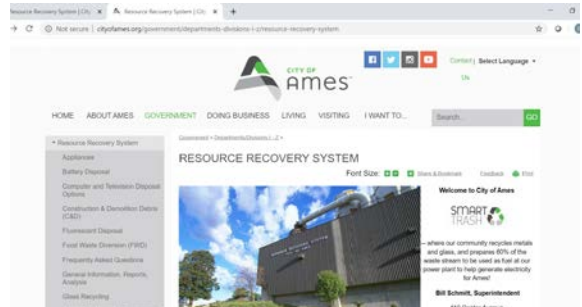 Resource Recovery System | City
Resource Recovery System | City
Not secure | cityofames.org/government/departments-divisions-i-z/resource-recovery-system
CITY OF
Ames
Contact Us
Select Language
HOME ABOUT AMES GOVERNMENT DOING BUSINESS LIVING VISITING I WANT TO...
Search...
GO
Resource Recovery System
Appliances
Battery Disposal
Computer and Television Disposal
Options
Construction & Demolition Debris
(C&D)
Fluorescent Disposal
Food Waste Diversion (FWD)
Frequently Asked Questions
General Information, Reports,
Analysis
Glass Recycling
Government » Departments/Divisions I - Z »
RESOURCE RECOVERY SYSTEM
Font Size:
Share & Bookmark Feedback Print
RESOURCE RECOVERY SYSTEM
Welcome to City of Ames
SMART
TRASH
– where our community recycles metals
and glass, and prepares 60% of the
waste stream to be used as fuel at our
power plant to help generate electricity
for Ames!
Bill Schmitt, Superintendent